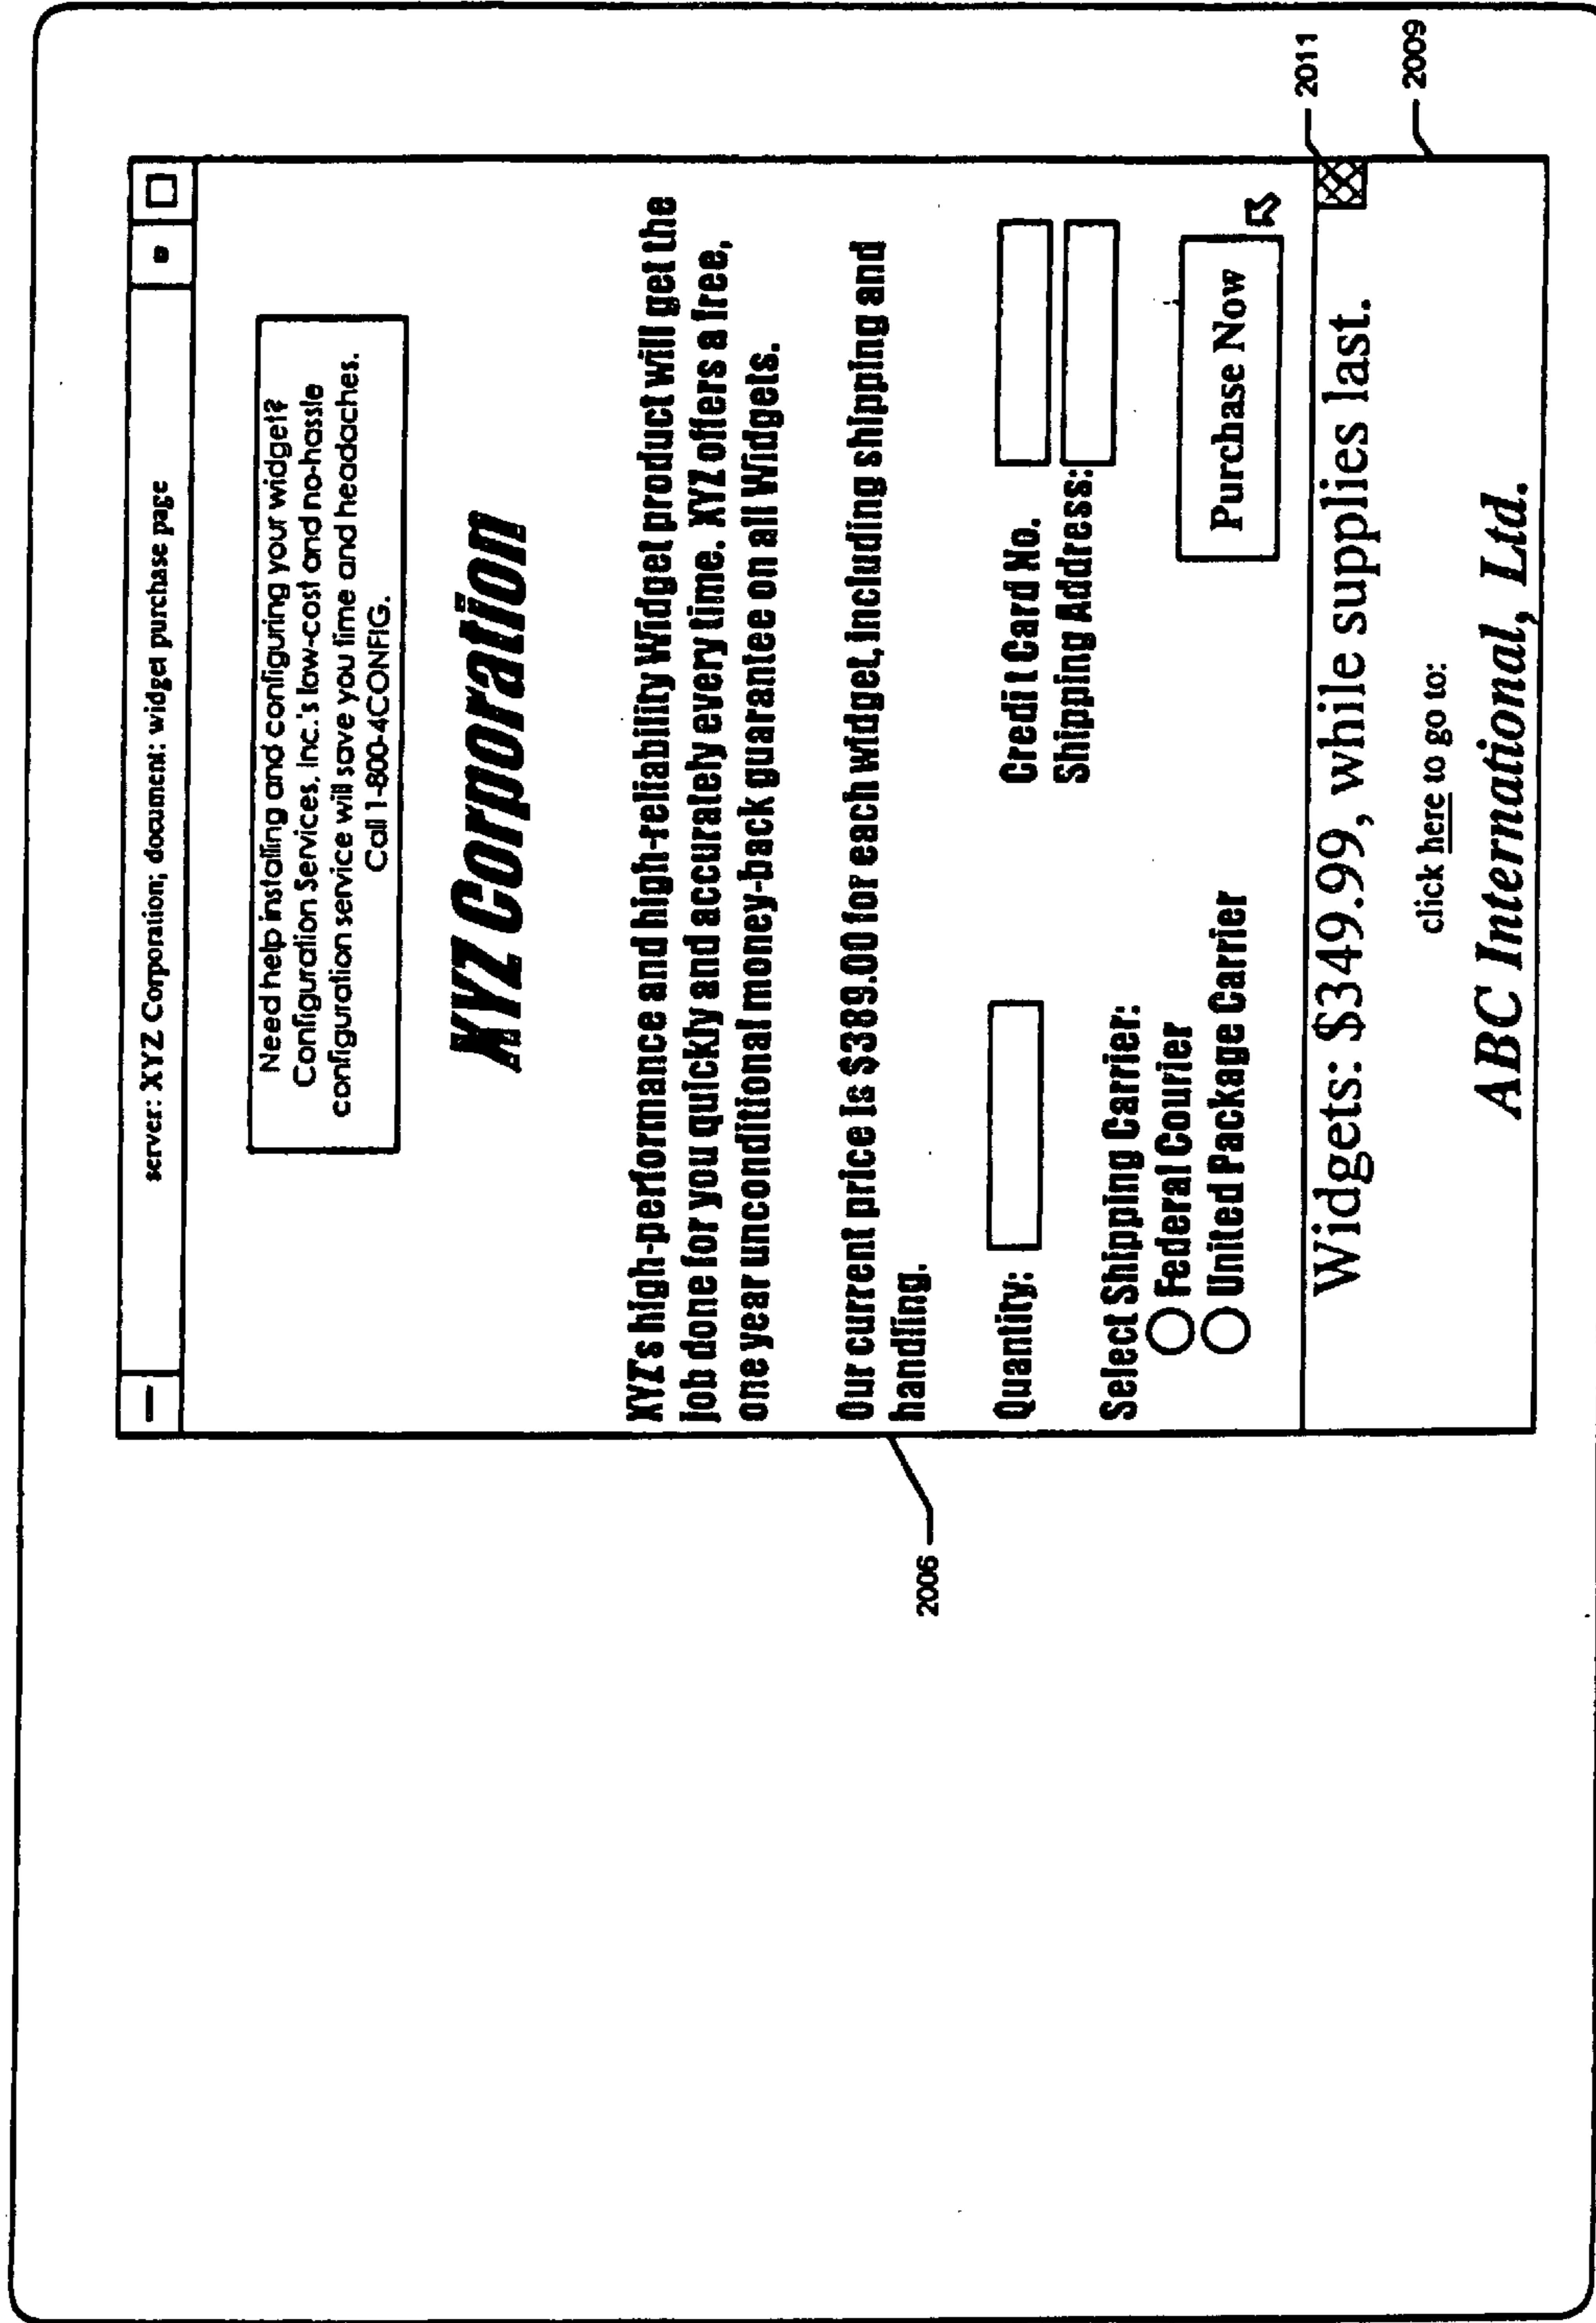 server: XYZ Corporation; document: widget purchase page
Need help installing and configuring your widget?
Configuration Services, Inc.'s low-cost and no-hassle
configuration service will save you time and headaches.
Call 1-800-4CONFIG.
XYZ Corporation
XYZ's high-performance and high-reliability Widget product will get the
job done for you quickly and accurately every time. XYZ offers a free,
one year unconditional money-back guarantee on all Widgets.
Our current price is $389.00 for each widget, including shipping and
handling.
Quantity:
Credit Card No.
Shipping Address:
Select Shipping Carrier:
Federal Courier
United Package Carrier
Purchase Now
Widgets: $349.99, while supplies last.
click here to go to:
ABC International, Ltd.
2006
2011
2009